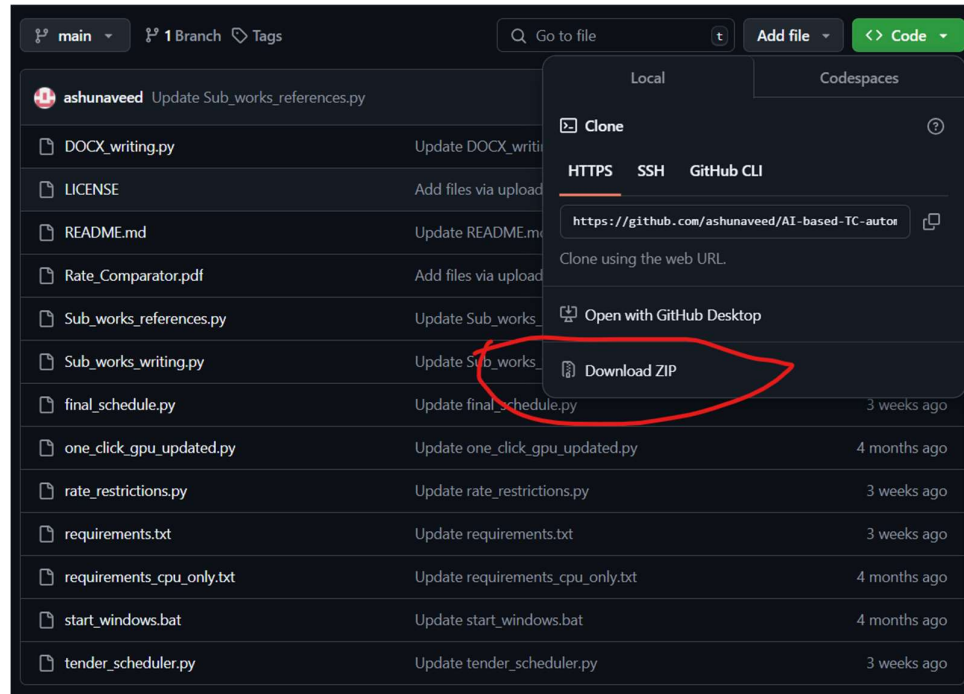 main 1 Branch Tags Go to file t Add file <> Code
Local Codespaces
ashunaveed Update Sub_works_references.py
Clone
DOCX_writing.py Update DOCX_writi
HTTPS SSH GitHub CLI
LICENSE Add files via upload
https://github.com/ashunaveed/AI-based-TC-autom
README.md Update README.m
Clone using the web URL.
Rate_Comparator.pdf Add files via upload
Sub_works_references.py Update Sub_works_
Open with GitHub Desktop
Sub_works_writing.py Update Sub_works_
Download ZIP
final_schedule.py Update final_schedule.py 3 weeks ago
one_click_gpu_updated.py Update one_click_gpu_updated.py 4 months ago
rate_restrictions.py Update rate_restrictions.py 3 weeks ago
requirements.txt Update requirements.txt 3 weeks ago
requirements_cpu_only.txt Update requirements_cpu_only.txt 4 months ago
start_windows.bat Update start_windows.bat 4 months ago
tender_scheduler.py Update tender_scheduler.py 3 weeks ago